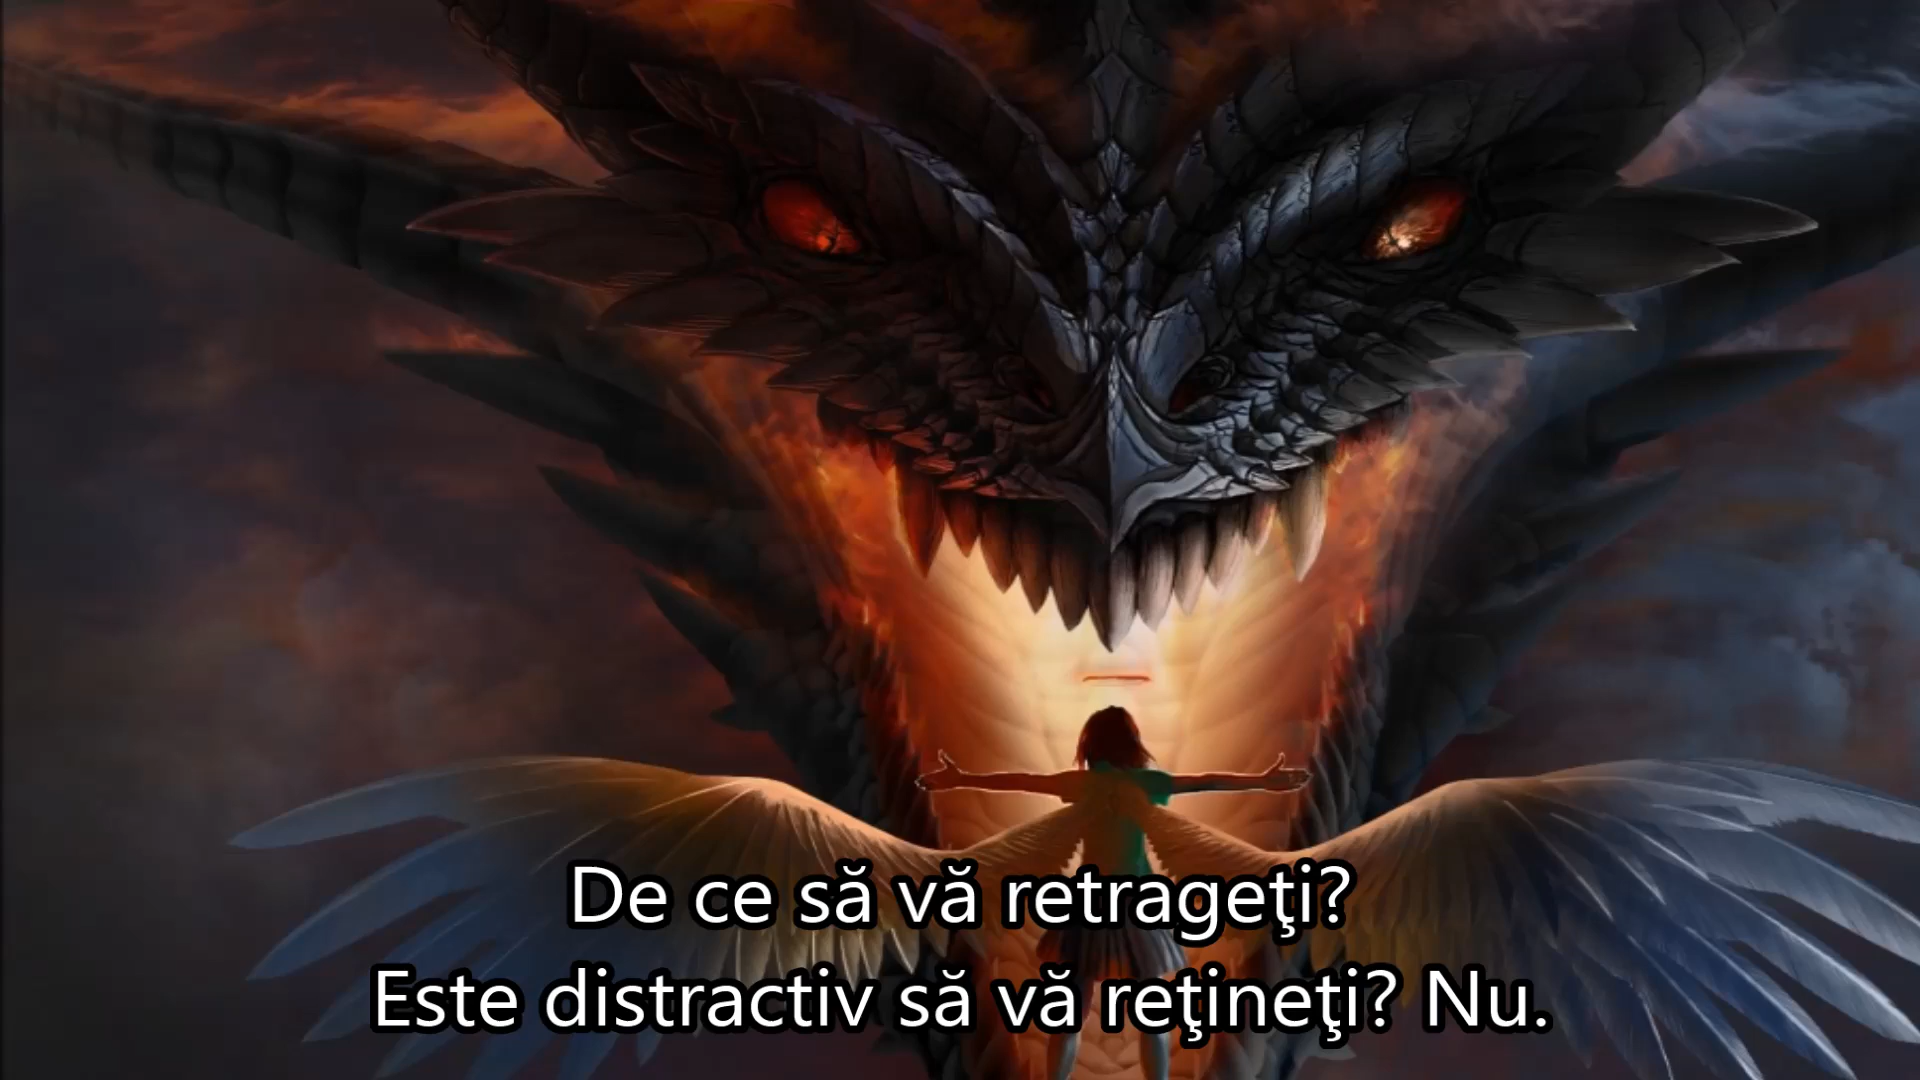 De ce să vă retrageţi?
Este distractiv să vă reţineţi? Nu.